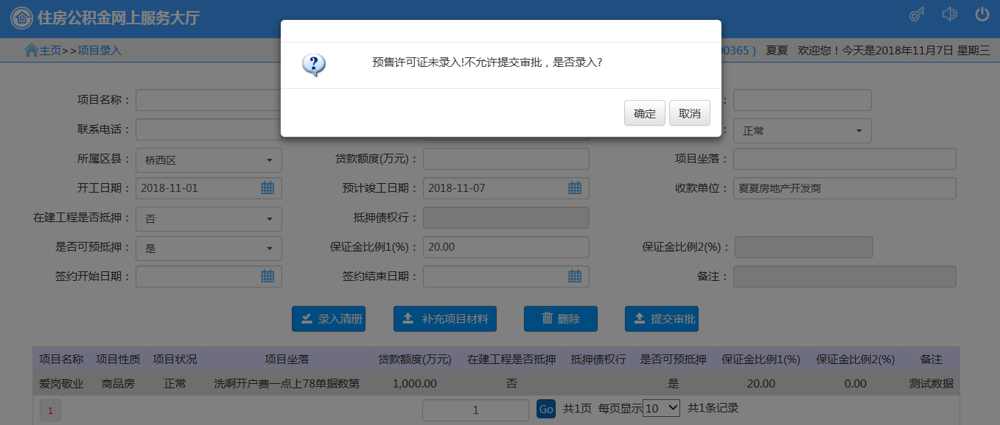 住房公积金网上服务大厅
主页>>项目录入 00365） 夏夏 欢迎您！今天是2018年11月7日 星期三
预售许可证未录入!不允许提交审批，是否录入?
确定 取消
项目名称： ：
联系电话： ： 正常
所属区县： 桥西区 贷款额度(万元)： 项目坐落：
开工日期： 2018-11-01 预计竣工日期： 2018-11-07 收款单位： 夏夏房地产开发商
在建工程是否抵押： 否 抵押债权行：
是否可预抵押： 是 保证金比例1(%)： 20.00 保证金比例2(%)：
签约开始日期： 签约结束日期： 备注：
录入清册 补充项目材料 删除 提交审批
项目名称 项目性质 项目状况 项目坐落 贷款额度(万元) 在建工程是否抵押 抵押债权行 是否可预抵押 保证金比例1(%) 保证金比例2(%) 备注
爱岗敬业 商品房 正常 洗啊开户费一点上78单据数第 1,000.00 否 是 20.00 0.00 测试数据
1 1 Go 共1页 每页显示 10 共1条记录